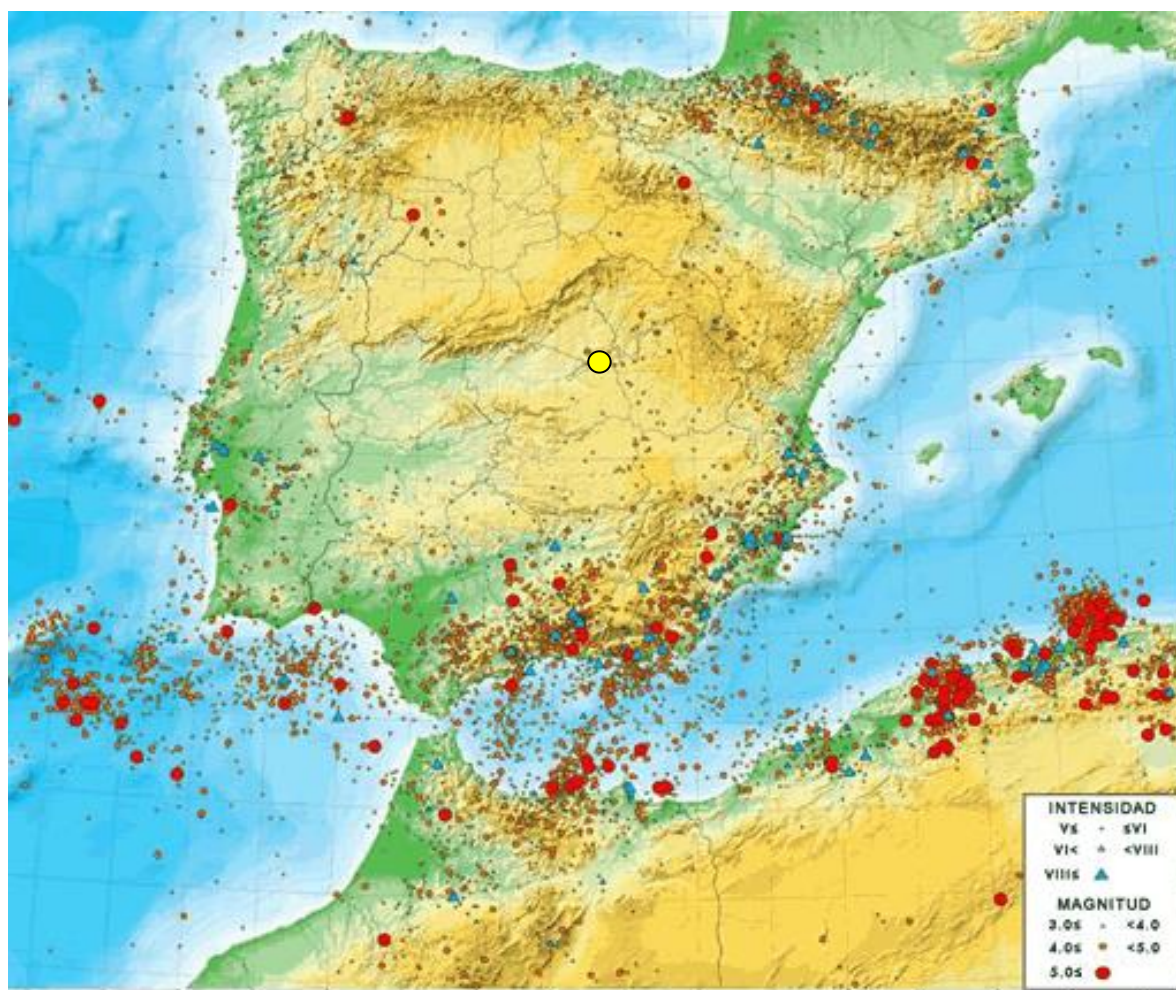 INTENSIDAD
V≤ ≤VI
VI< <VIII
VIII≤
MAGNITUD
3.0≤ <4.0
4.0≤ <5.0
5.0≤